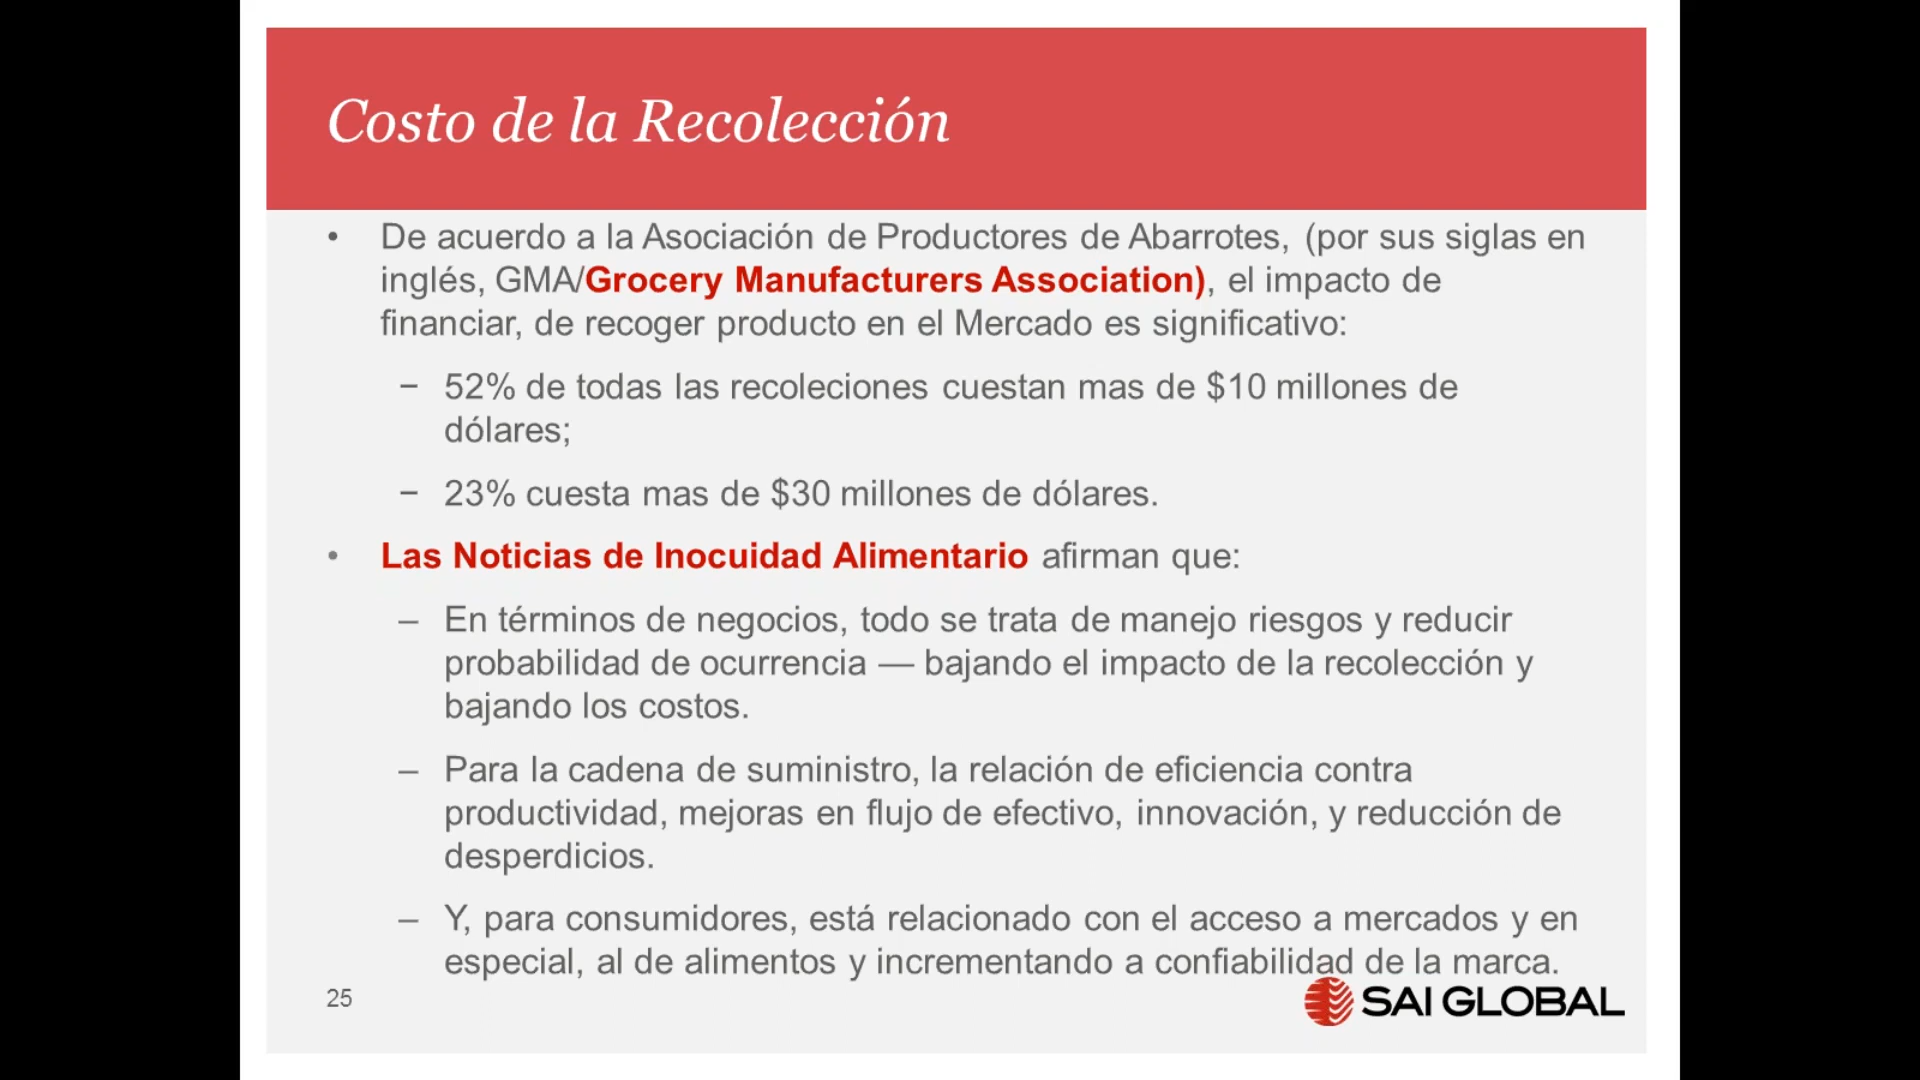 Costo de la Recolección
• De acuerdo a la Asociación de Productores de Abarrotes, (por sus siglas en
inglés, GMA/Grocery Manufacturers Association), el impacto de
financiar, de recoger producto en el Mercado es significativo:
− 52% de todas las recoleciones cuestan mas de $10 millones de
dólares;
− 23% cuesta mas de $30 millones de dólares.
• Las Noticias de Inocuidad Alimentario afirman que:
– En términos de negocios, todo se trata de manejo riesgos y reducir
probabilidad de ocurrencia — bajando el impacto de la recolección y
bajando los costos.
– Para la cadena de suministro, la relación de eficiencia contra
productividad, mejoras en flujo de efectivo, innovación, y reducción de
desperdicios.
– Y, para consumidores, está relacionado con el acceso a mercados y en
especial, al de alimentos y incrementando a confiabilidad de la marca.
25
SAI GLOBAL